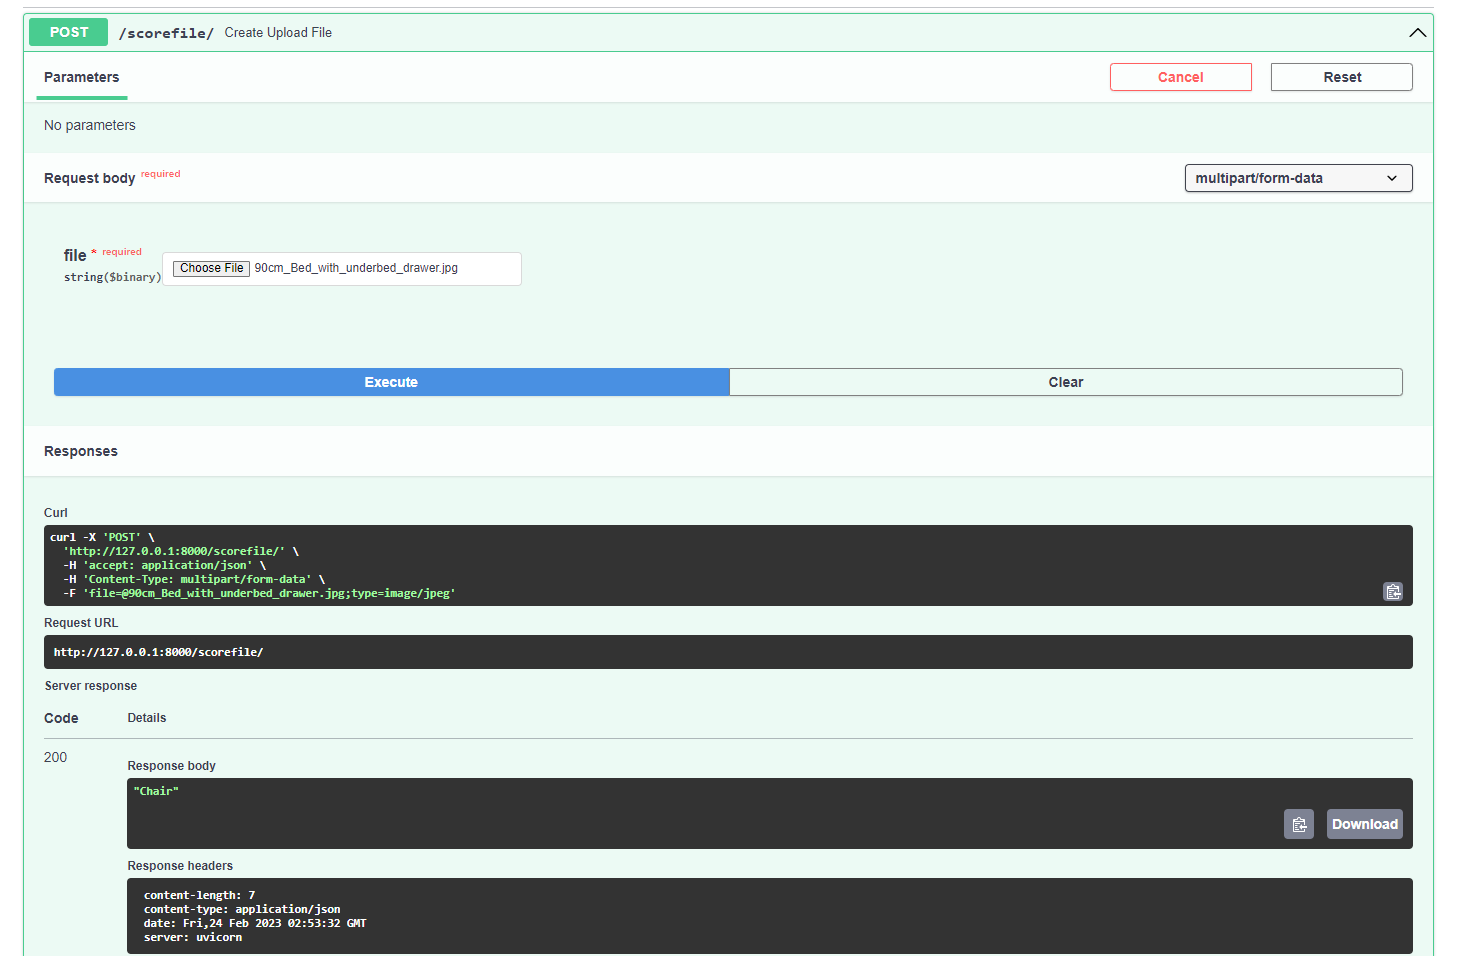 POST /scorefile/ Create Upload File
Parameters
Cancel
Reset
No parameters
Request body required
multipart/form-data
file * required
string($binary)
Choose File 90cm_Bed_with_underbed_drawer.jpg
Execute
Clear
Responses
Curl
curl -X 'POST' \
'http://127.0.0.1:8000/scorefile/' \
-H 'accept: application/json' \
-H 'Content-Type: multipart/form-data' \
-F 'file=@90cm_Bed_with_underbed_drawer.jpg;type=image/jpeg'
Request URL
http://127.0.0.1:8000/scorefile/
Server response
Code Details
200
Response body
"Chair"
Download
Response headers
content-length: 7
content-type: application/json
date: Fri,24 Feb 2023 02:53:32 GMT
server: uvicorn